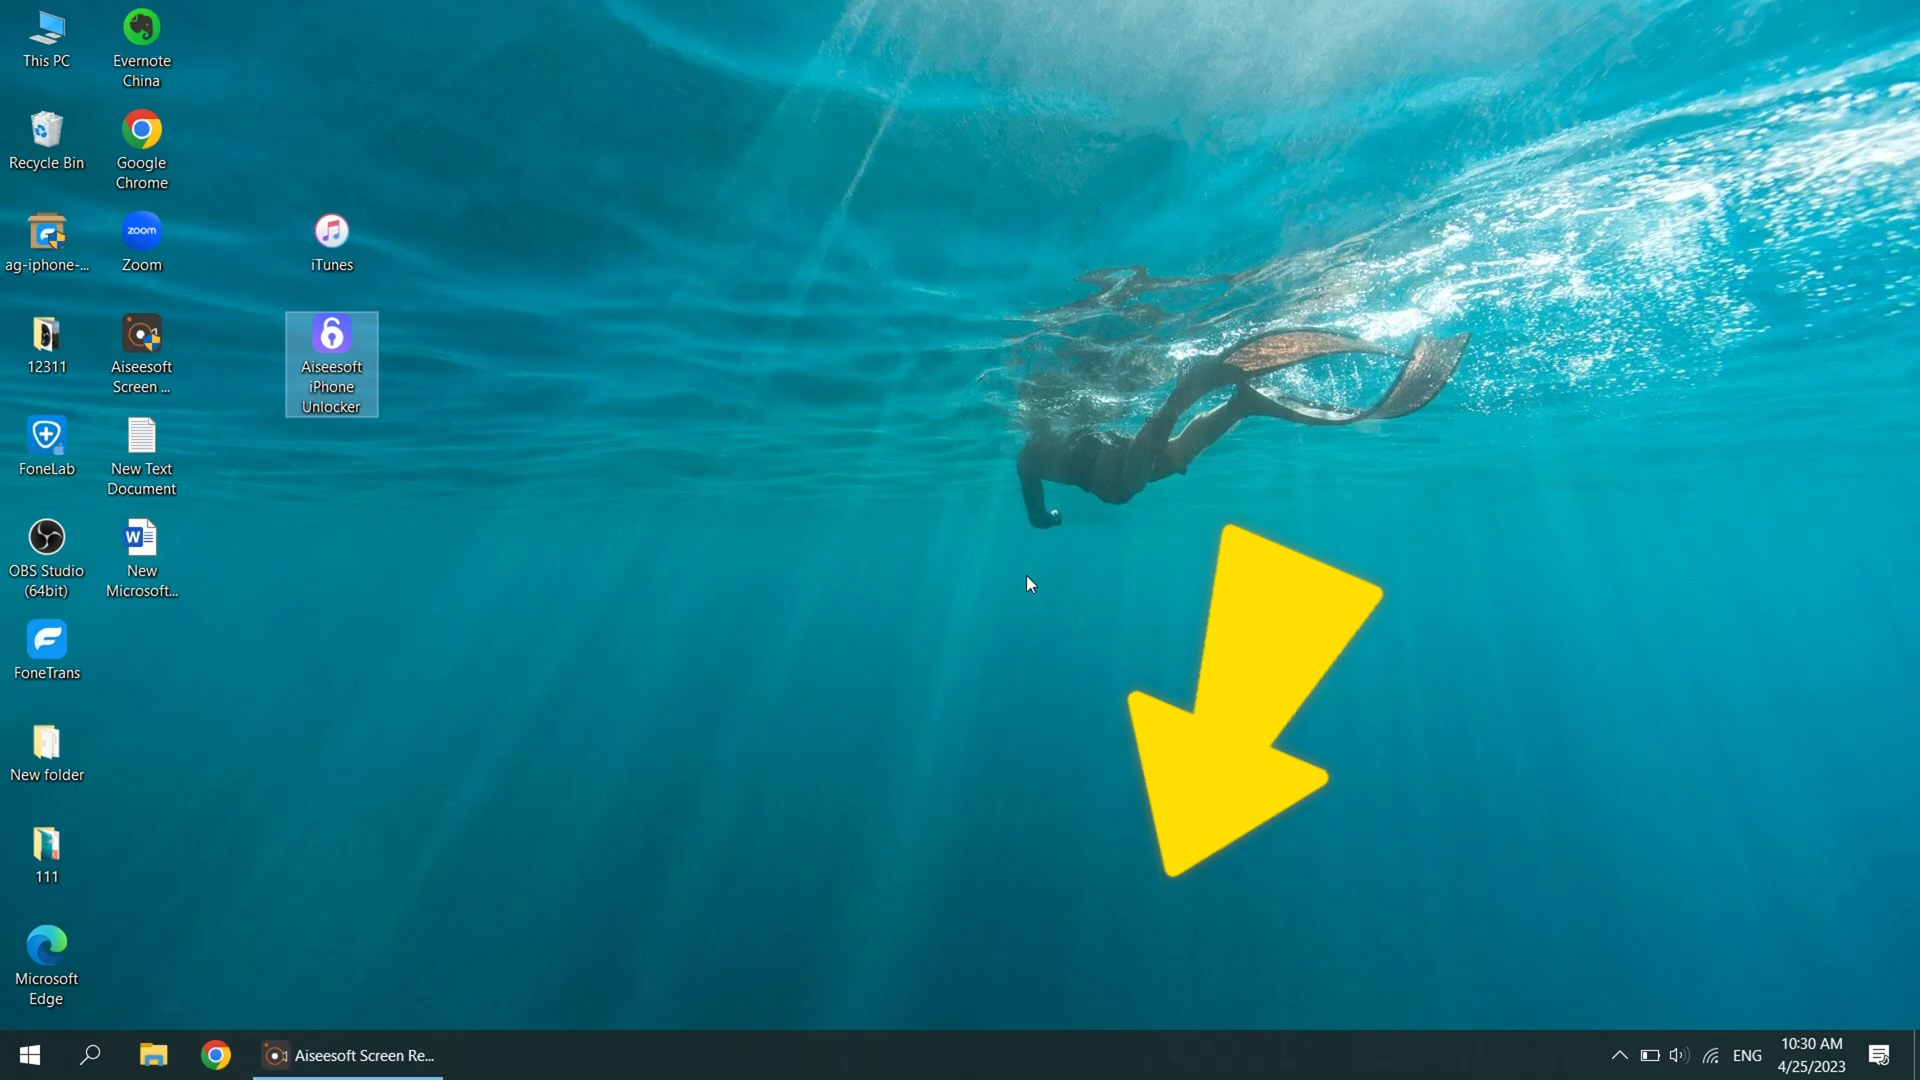 This PC
Evernote
China
Recycle Bin
Google
Chrome
ag-iphone-...
zoom
Zoom
iTunes
12311
Aiseesoft
Screen ...
Aiseesoft
iPhone
Unlocker
FoneLab
New Text
Document
OBS Studio
(64bit)
W
New
Microsoft...
FoneTrans
New folder
111
Microsoft
Edge
Aiseesoft Screen Re...
ENG
10:30 AM
4/25/2023